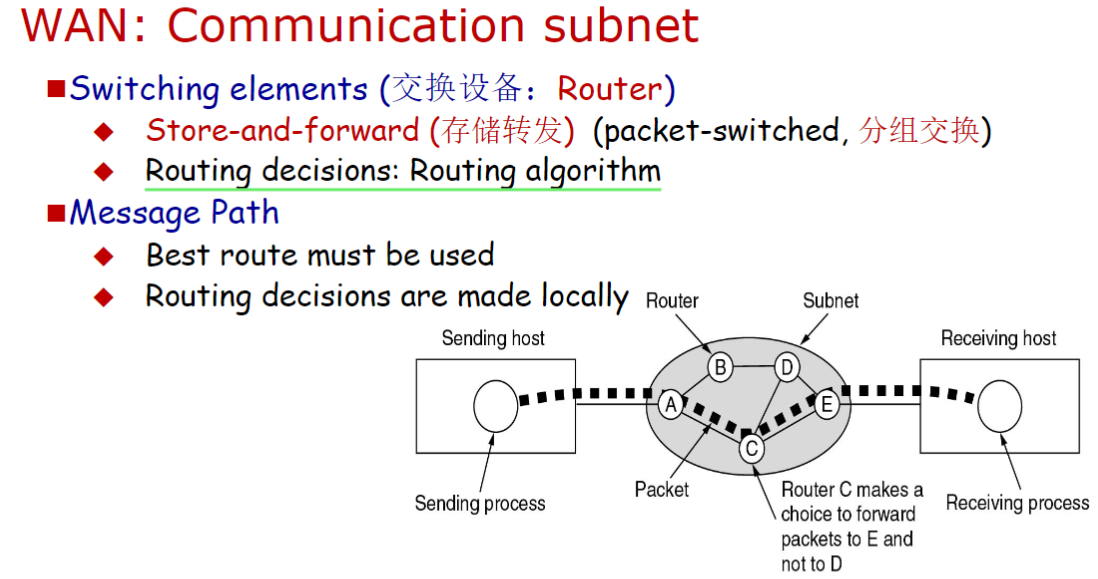 WAN: Communication subnet
Switching elements (交换设备：Router)
Store-and-forward (存储转发) (packet-switched, 分组交换)
Routing decisions: Routing algorithm
Message Path
Best route must be used
Routing decisions are made locally
Router
Subnet
Sending host
Receiving host
B
D
A
E
C
Packet
Sending process
Router C makes a
choice to forward
packets to E and
not to D
Receiving process